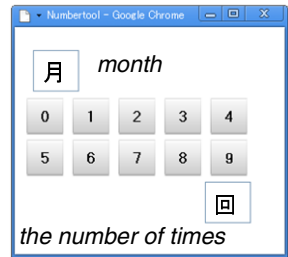 Numbertool - Google Chrome
月 month
0 1 2 3 4
5 6 7 8 9
回
the number of times